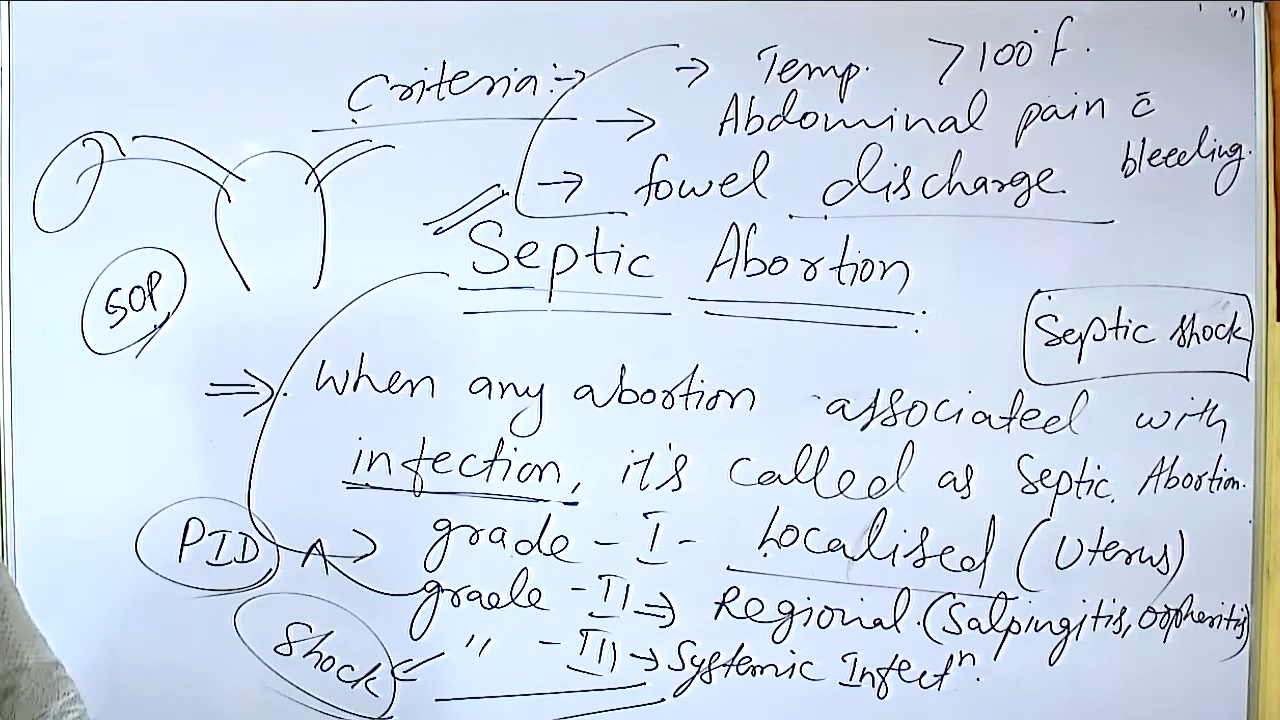 Criteria :→ → Temp. >100°f.
→ Abdominal pain c̄ bleeding.
→ fowel discharge
Septic Abortion
SOP
Septic shock
⇒ When any abortion associated with
infection, it's called as Septic Abortion.
PID → grade - I - Localised (Uterus)
grade - II ⇒ Regional. (Salpingitis, oopheritis)
Shock ← " - III → Systemic Infectⁿ.